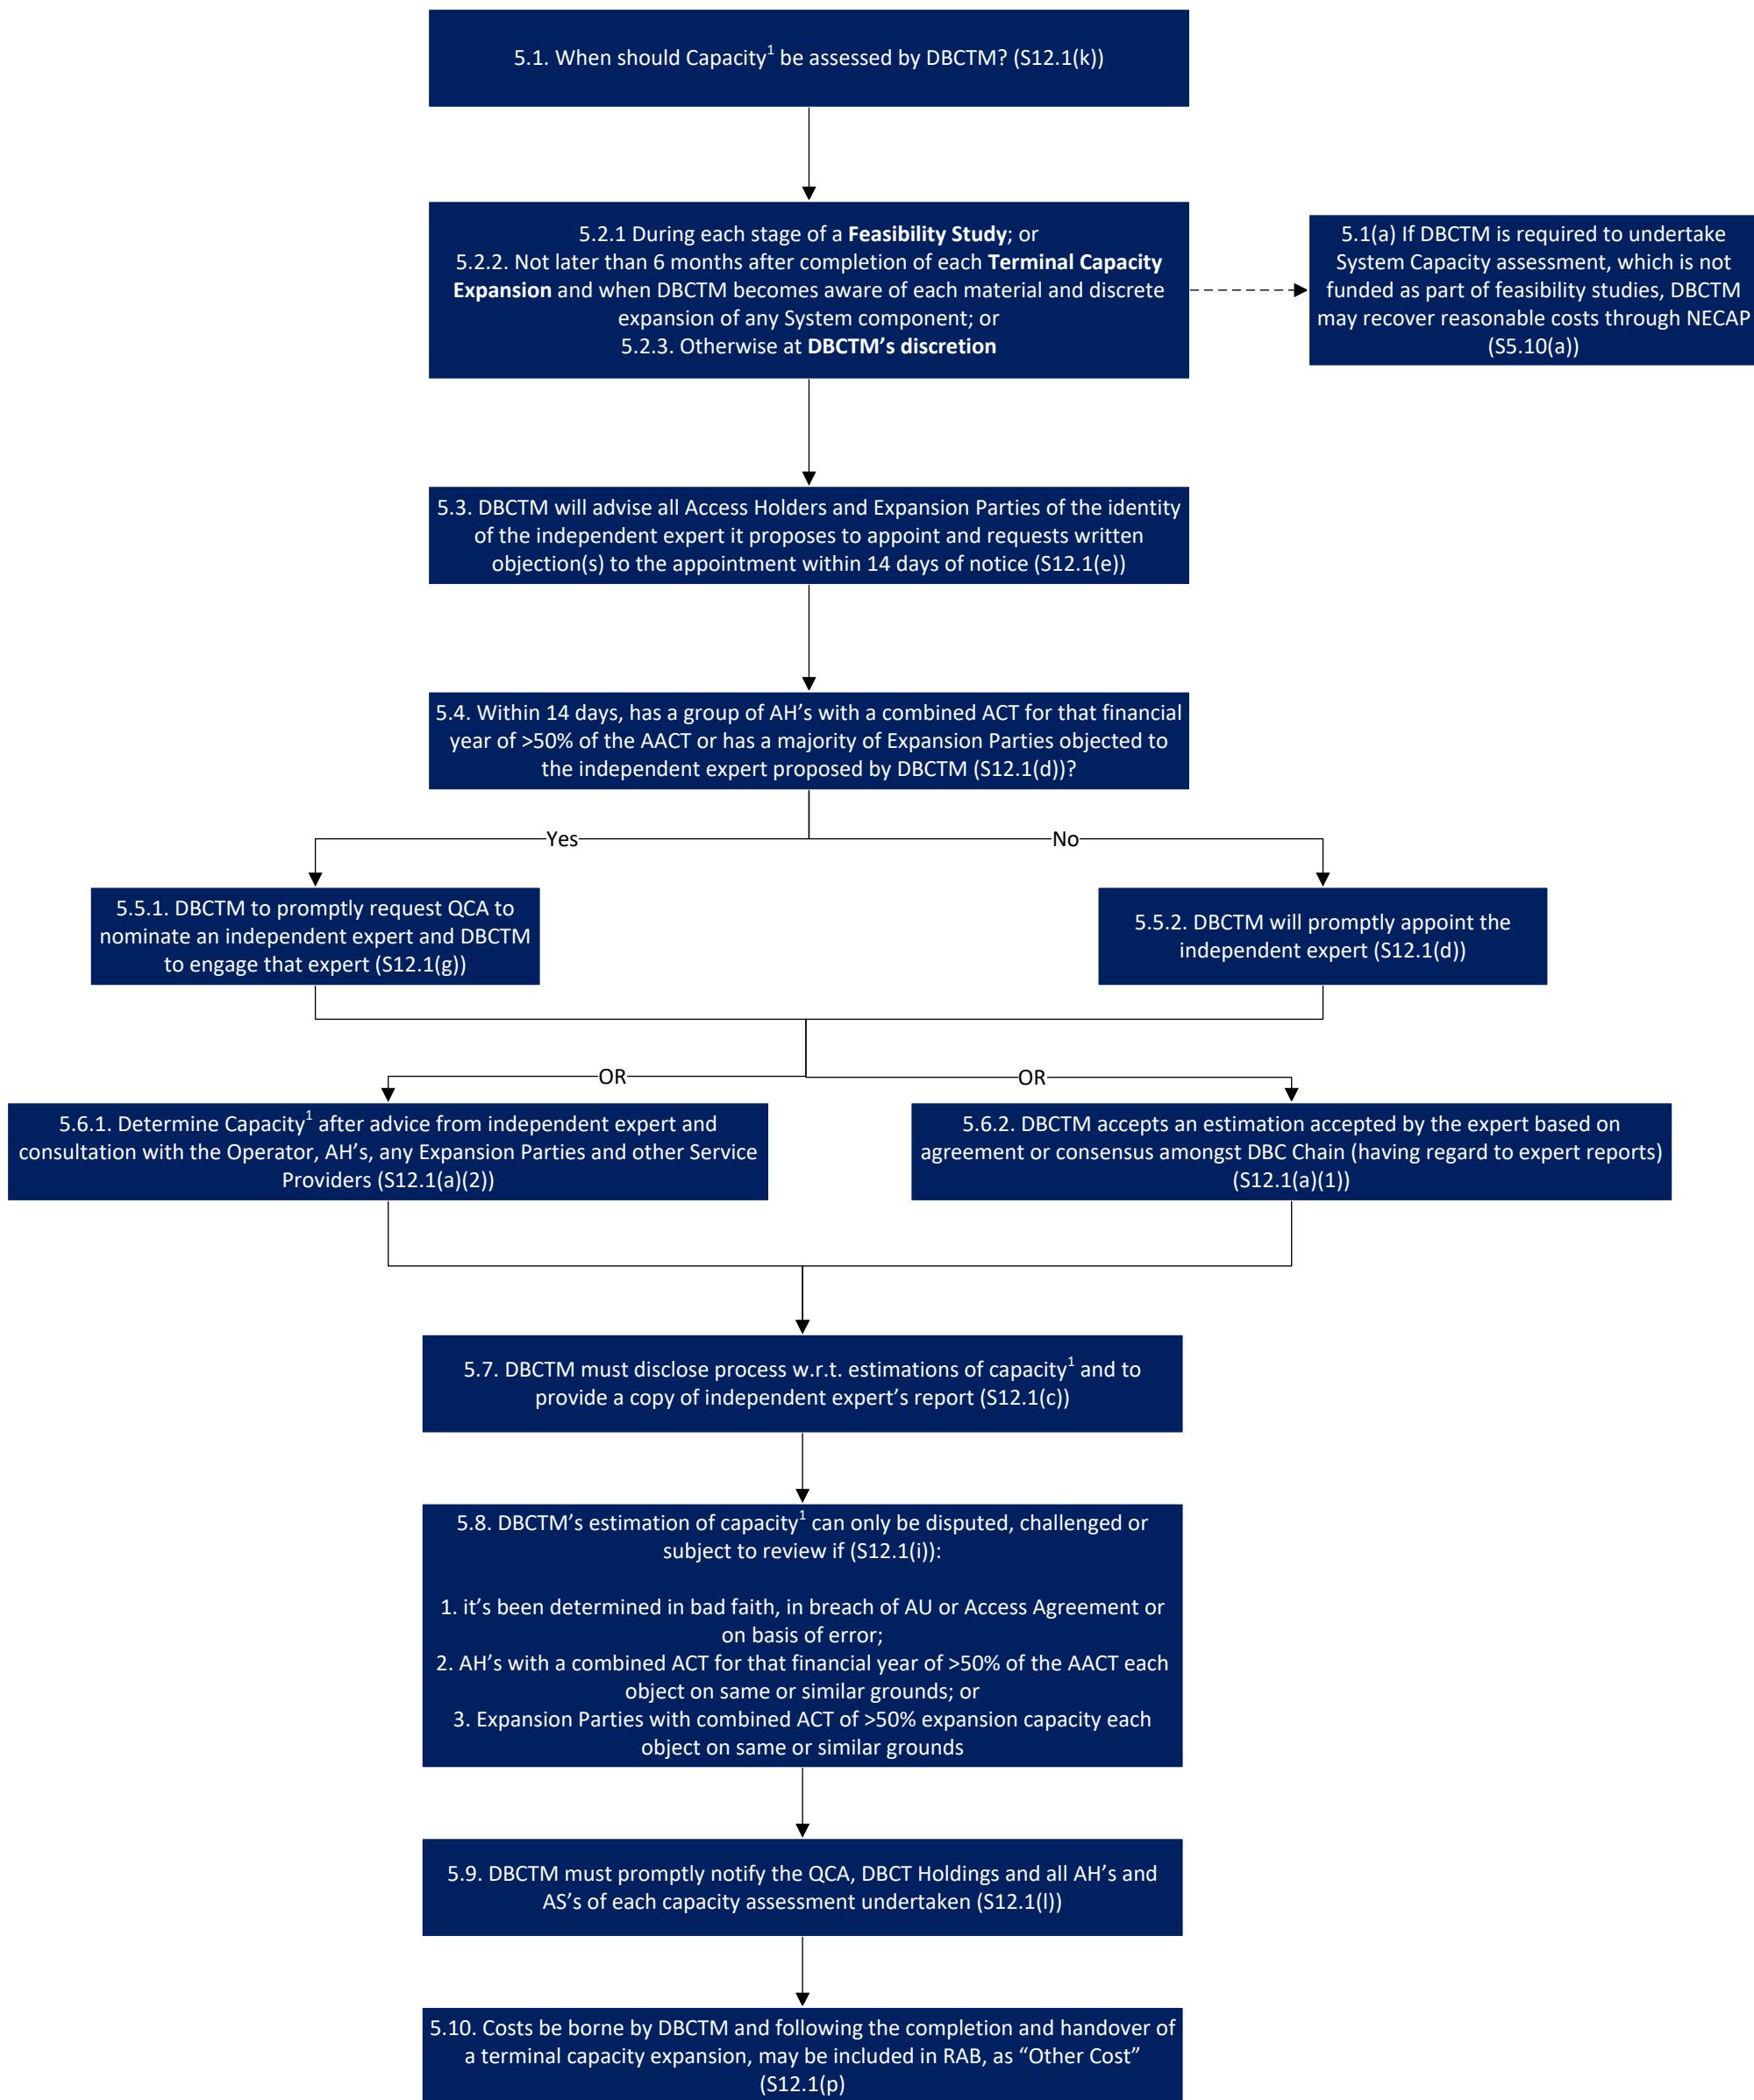 5.1. When should Capacity¹ be assessed by DBCTM? (S12.1(k))
5.2.1 During each stage of a Feasibility Study; or
5.2.2. Not later than 6 months after completion of each Terminal Capacity
Expansion and when DBCTM becomes aware of each material and discrete
expansion of any System component; or
5.2.3. Otherwise at DBCTM’s discretion
5.1(a) If DBCTM is required to undertake
System Capacity assessment, which is not
funded as part of feasibility studies, DBCTM
may recover reasonable costs through NECAP
(S5.10(a))
5.3. DBCTM will advise all Access Holders and Expansion Parties of the identity
of the independent expert it proposes to appoint and requests written
objection(s) to the appointment within 14 days of notice (S12.1(e))
5.4. Within 14 days, has a group of AH’s with a combined ACT for that financial
year of >50% of the AACT or has a majority of Expansion Parties objected to
the independent expert proposed by DBCTM (S12.1(d))?
Yes
No
5.5.1. DBCTM to promptly request QCA to
nominate an independent expert and DBCTM
to engage that expert (S12.1(g))
5.5.2. DBCTM will promptly appoint the
independent expert (S12.1(d))
OR
OR
5.6.1. Determine Capacity¹ after advice from independent expert and
consultation with the Operator, AH’s, any Expansion Parties and other Service
Providers (S12.1(a)(2))
5.6.2. DBCTM accepts an estimation accepted by the expert based on
agreement or consensus amongst DBC Chain (having regard to expert reports)
(S12.1(a)(1))
5.7. DBCTM must disclose process w.r.t. estimations of capacity¹ and to
provide a copy of independent expert’s report (S12.1(c))
5.8. DBCTM’s estimation of capacity¹ can only be disputed, challenged or
subject to review if (S12.1(i)):
1. it’s been determined in bad faith, in breach of AU or Access Agreement or
on basis of error;
2. AH’s with a combined ACT for that financial year of >50% of the AACT each
object on same or similar grounds; or
3. Expansion Parties with combined ACT of >50% expansion capacity each
object on same or similar grounds
5.9. DBCTM must promptly notify the QCA, DBCT Holdings and all AH’s and
AS’s of each capacity assessment undertaken (S12.1(l))
5.10. Costs be borne by DBCTM and following the completion and handover of
a terminal capacity expansion, may be included in RAB, as “Other Cost”
(S12.1(p)